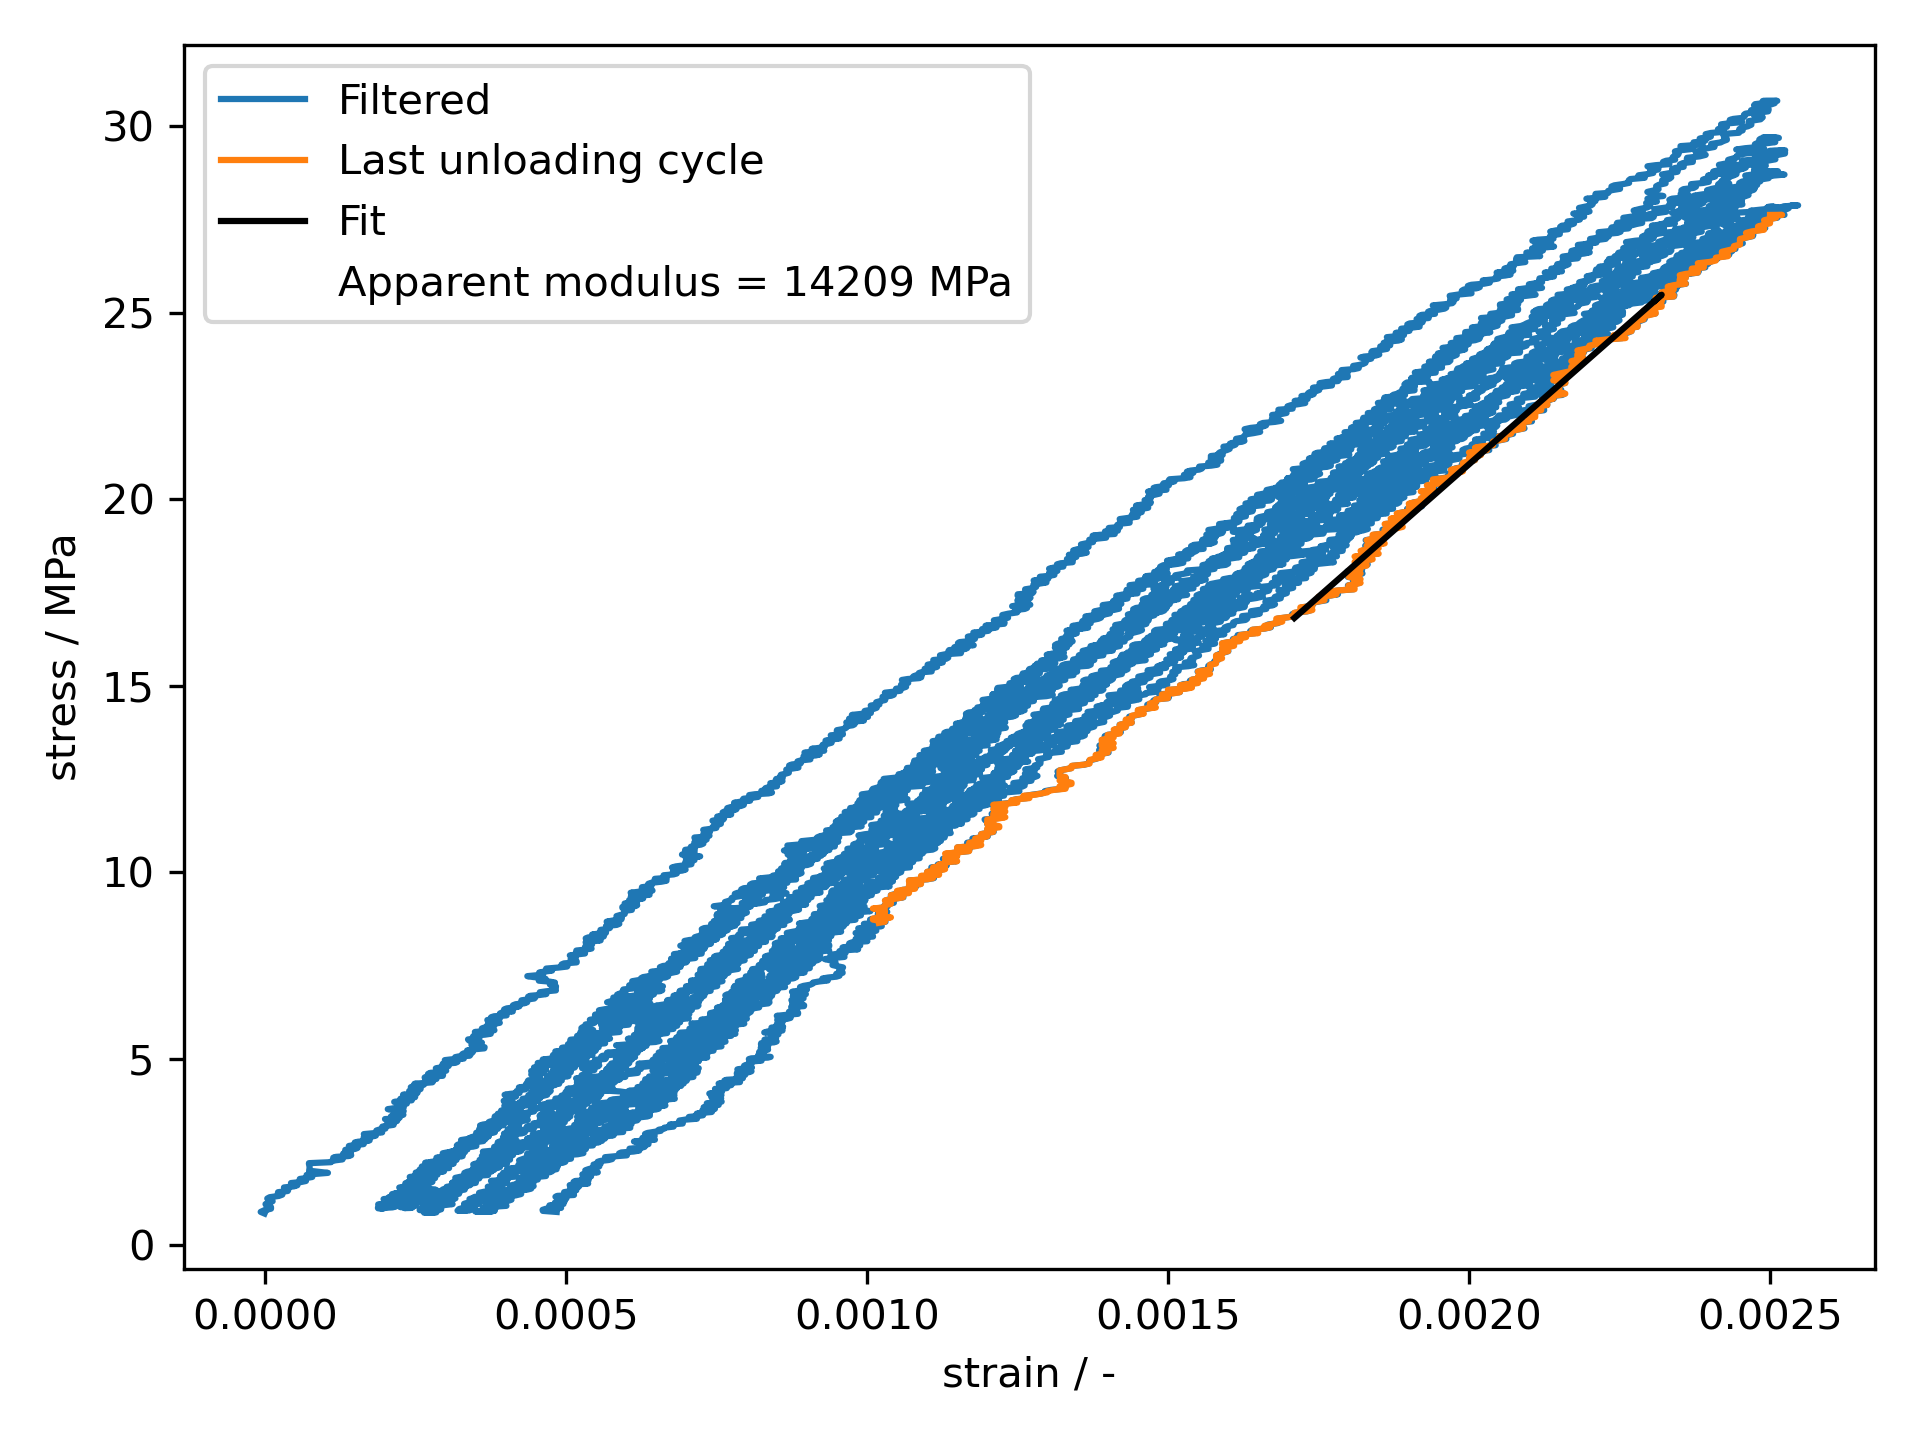 Filtered
Last unloading cycle
Fit
Apparent modulus = 14209 MPa
30
25
20
15
10
5
0
stress / MPa
0.0000 0.0005 0.0010 0.0015 0.0020 0.0025
strain / -